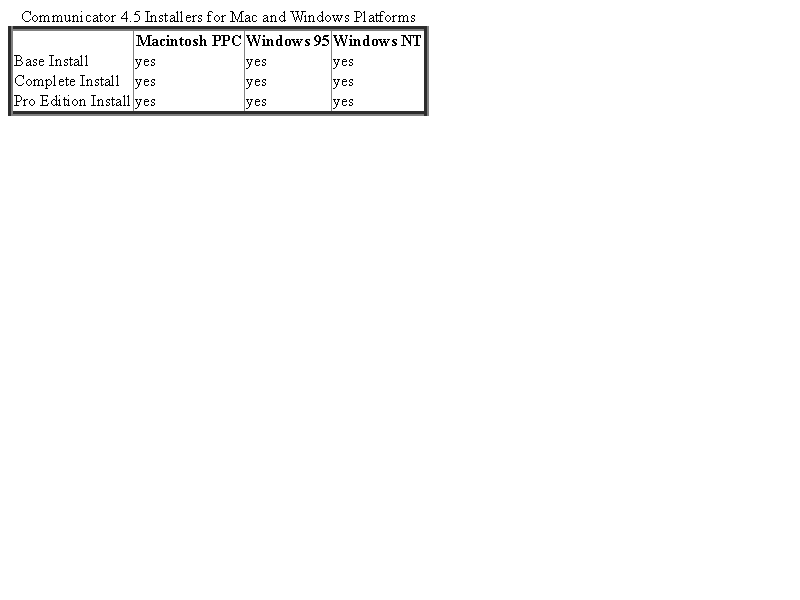 Communicator 4.5 Installers for Mac and Windows Platforms
Macintosh PPC Windows 95 Windows NT
Base Install yes yes yes
Complete Install yes yes yes
Pro Edition Install yes yes yes